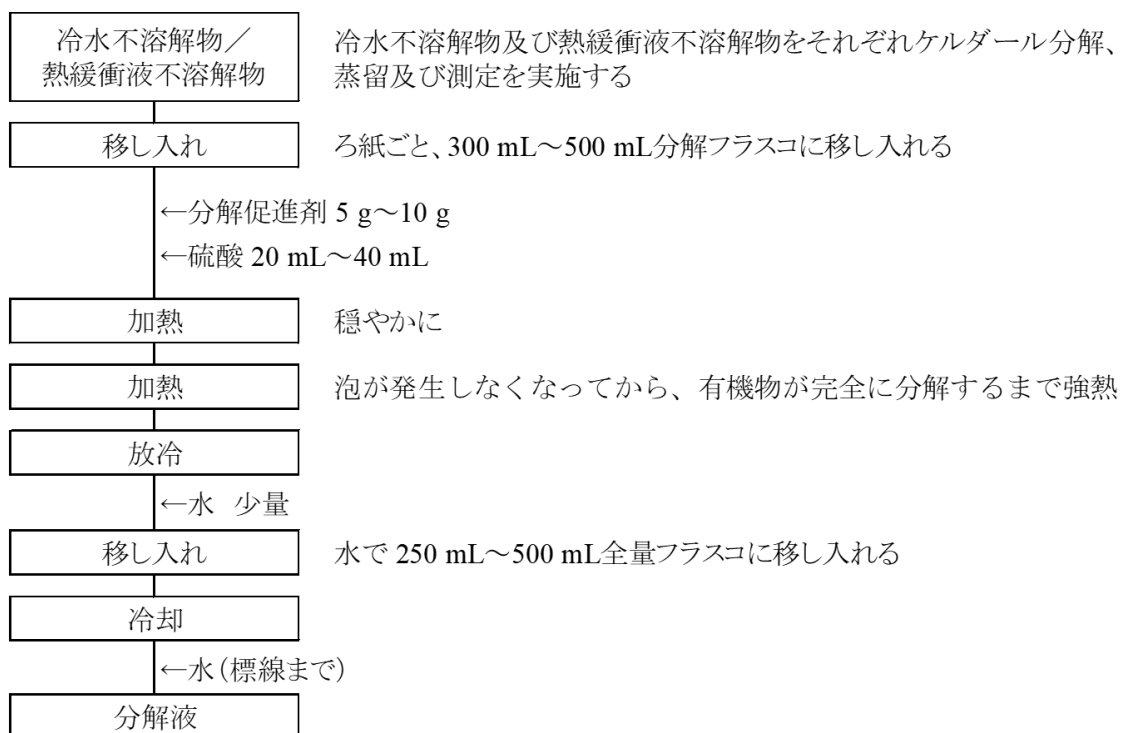 冷水不溶解物／
熱緩衝液不溶解物
冷水不溶解物及び熱緩衝液不溶解物をそれぞれケルダール分解、
蒸留及び測定を実施する
移し入れ
ろ紙ごと、300 mL～500 mL分解フラスコに移し入れる
←分解促進剤 5 g～10 g
←硫酸 20 mL～40 mL
加熱
穏やかに
加熱
泡が発生しなくなってから、有機物が完全に分解するまで強熱
放冷
←水　少量
移し入れ
水で 250 mL～500 mL全量フラスコに移し入れる
冷却
←水（標線まで）
分解液